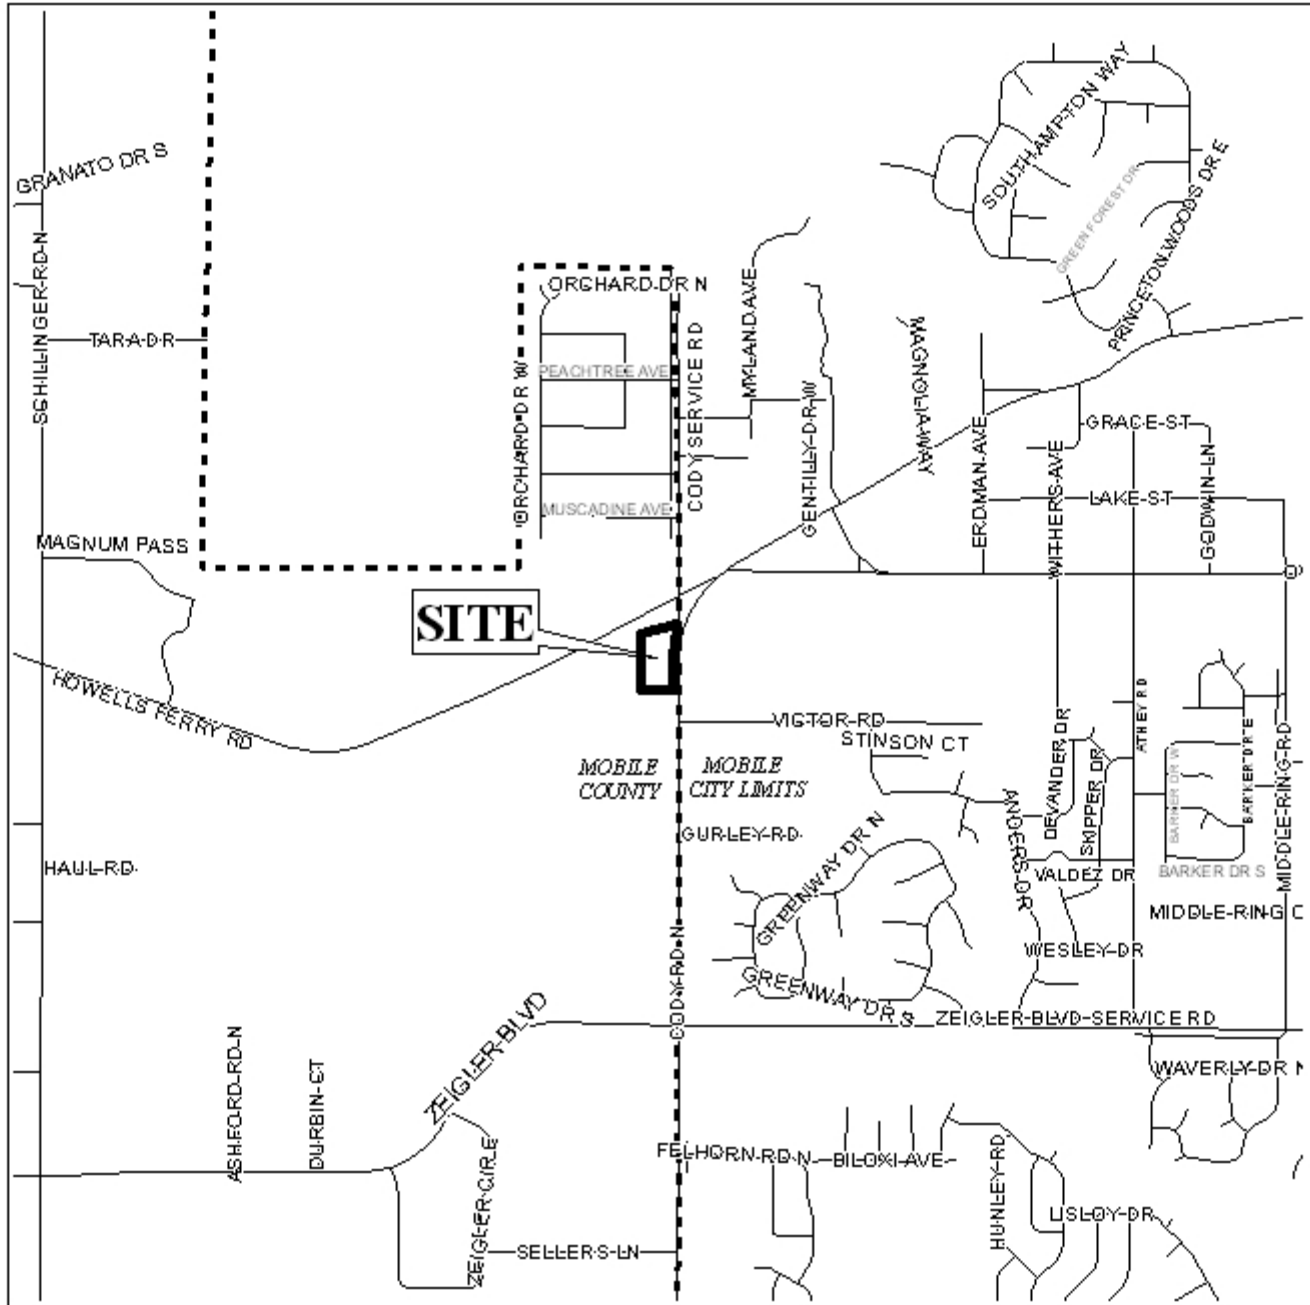 SOUTHAMPTON WAY
GRANATO DR S
GREEN FOREST DR
PRINCETON WOODS DR E
SCHILLINGER RD N
ORCHARD DR N
TARA DR
PEACHTREE AVE
ORCHARD DR W
CODY SERVICE RD
MYLAND AVE
GENTILLY DR W
MAGNOLIA WAY
ERDMAN AVE
WITHERS AVE
GRACE ST
LAKE ST
GODWIN LN
MUSCADINE AVE
MAGNUM PASS
SITE
HOWELLS FERRY RD
VICTOR RD
STINSON CT
MOBILE
COUNTY
MOBILE
CITY LIMITS
ATHEY RD
DEVANDER DR
SKIPPER DR
BARKER DR W
BARKER DR E
MIDDLE RING RD
GURLEY RD
ANDERS DR
GREENWAY DR N
HAUL RD
VALDEZ DR
BARKER DR S
MIDDLE RING C
WESLEY DR
CODY RD N
GREENWAY DR S
ZEIGLER BLVD SERVICE RD
ZEIGLER BLVD
ASHFORD RD N
DURBIN CT
WAVERLY DR N
FELHORN RD N
BILOXI AVE
HUNLEY RD
ZEIGLER CIRLE
LISLOY DR
SELLERS LN